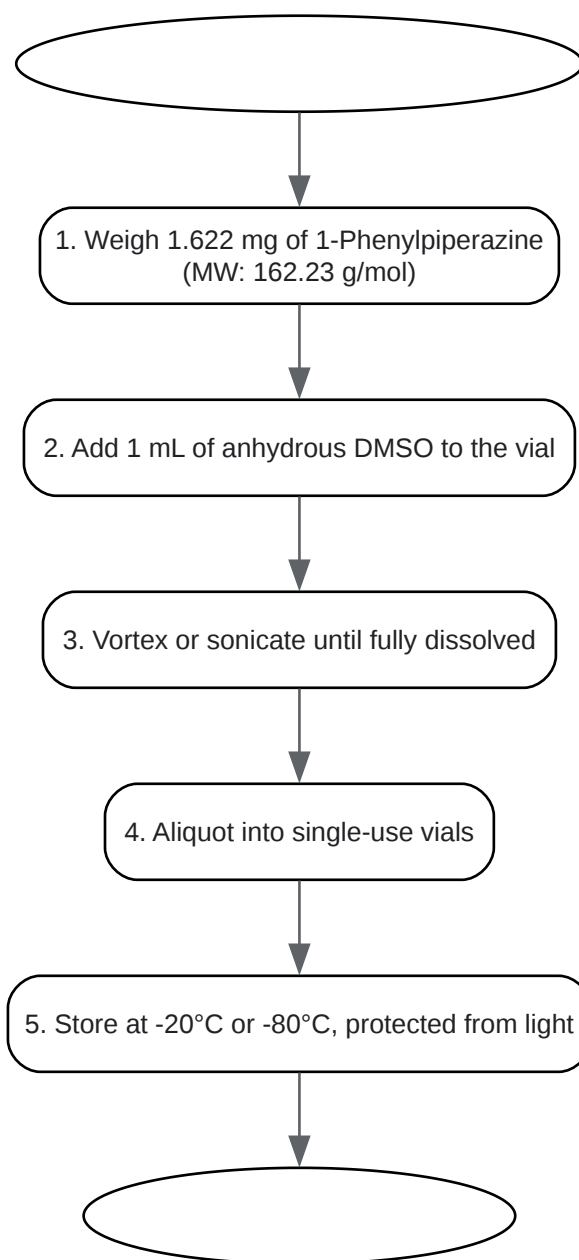 1. Weigh 1.622 mg of 1-Phenylpiperazine
(MW: 162.23 g/mol)
2. Add 1 mL of anhydrous DMSO to the vial
3. Vortex or sonicate until fully dissolved
4. Aliquot into single-use vials
5. Store at -20°C or -80°C, protected from light